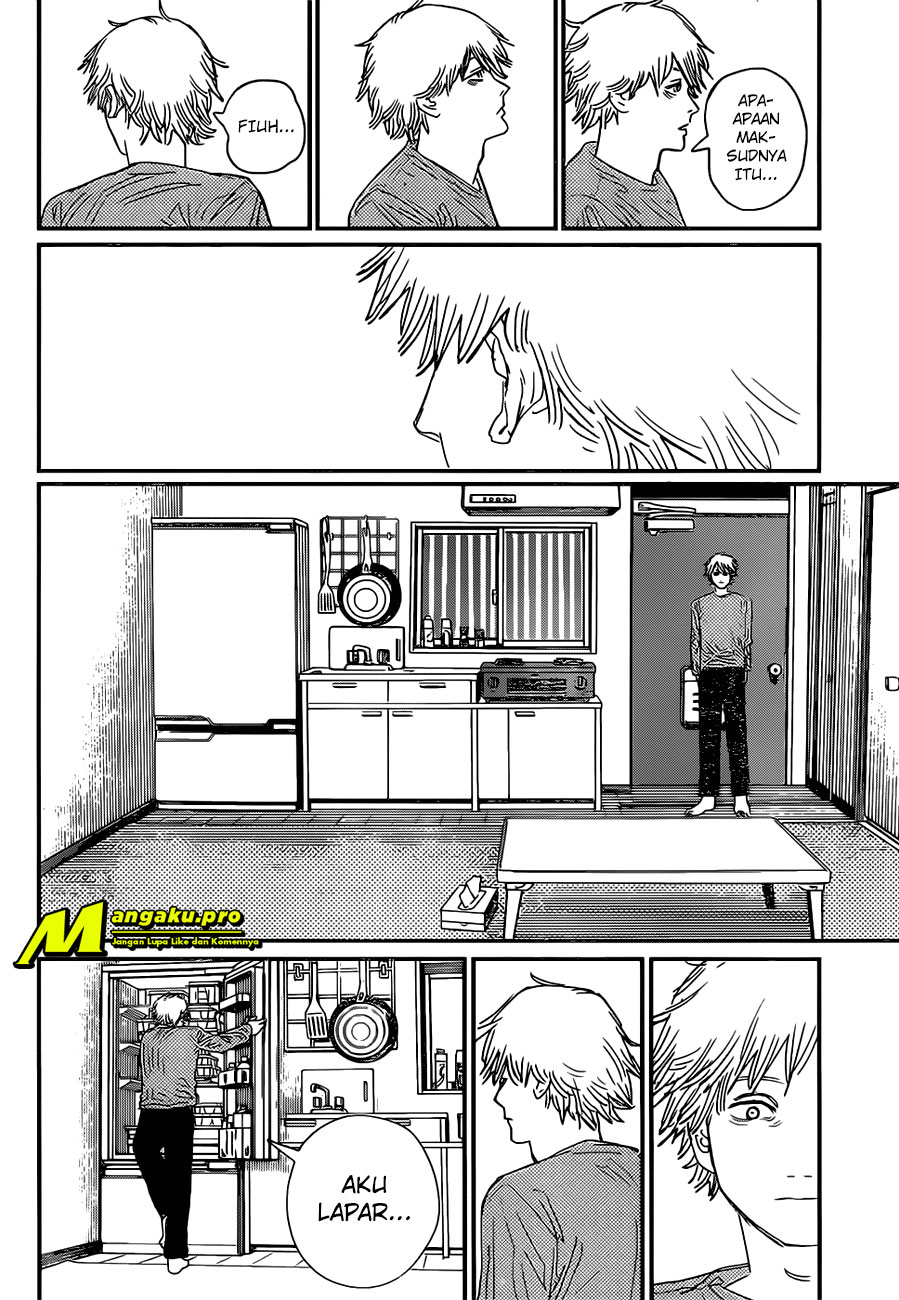 APA-
APAAN
MAK-
SUDNYA
ITU...
FIUH...
Mangaku.pro
Jangan Lupa Like dan Komennya
AKU
LAPAR...